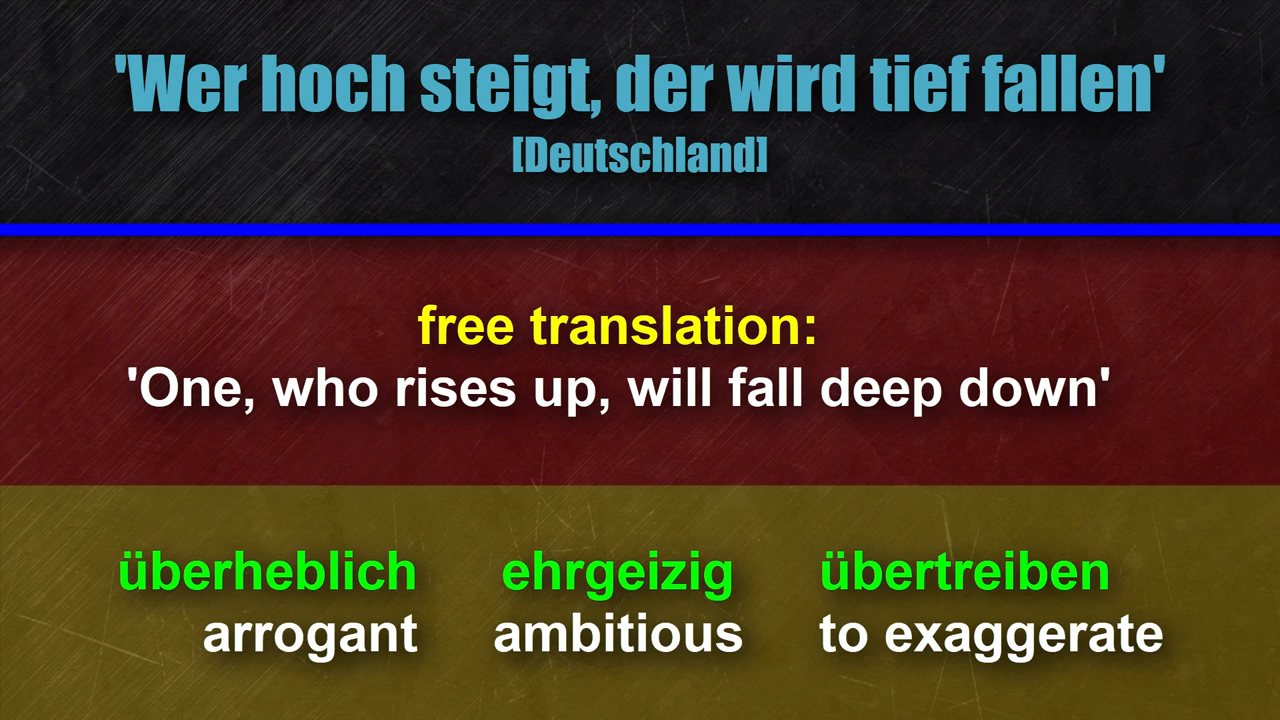 'Wer hoch steigt, der wird tief fallen'
[Deutschland]
free translation:
'One, who rises up, will fall deep down'
überheblich ehrgeizig übertreiben
arrogant ambitious to exaggerate